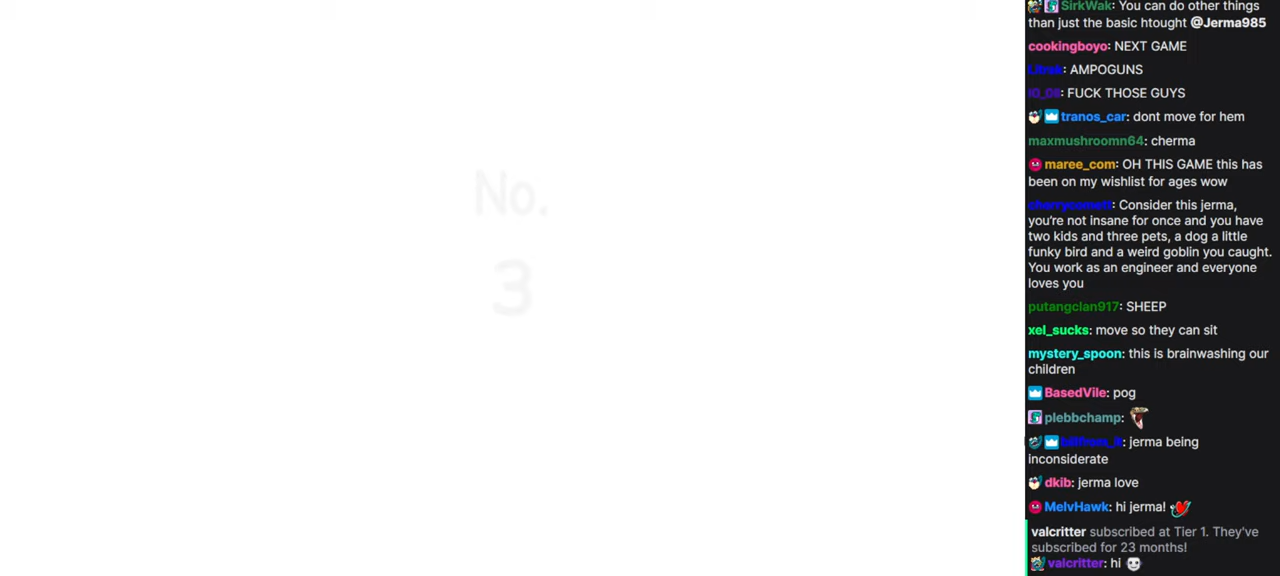 No.
3
SirkWak: You can do other things
than just the basic htought @Jerma985
cookingboyo: NEXT GAME
: AMPOGUNS
: FUCK THOSE GUYS
tranos_car: dont move for hem
maxmushroomn64: cherma
maree_com: OH THIS GAME this has
been on my wishlist for ages wow
cherrycomett: Consider this jerma,
you're not insane for once and you have
two kids and three pets, a dog a little
funky bird and a weird goblin you caught.
You work as an engineer and everyone
loves you
putangclan917: SHEEP
xel_sucks: move so they can sit
mystery_spoon: this is brainwashing our
children
BasedVile: pog
plebbchamp:
: jerma being
inconsiderate
dkib: jerma love
MelvHawk: hi jerma!
valcritter subscribed at Tier 1. They've
subscribed for 23 months!
valcritter: hi